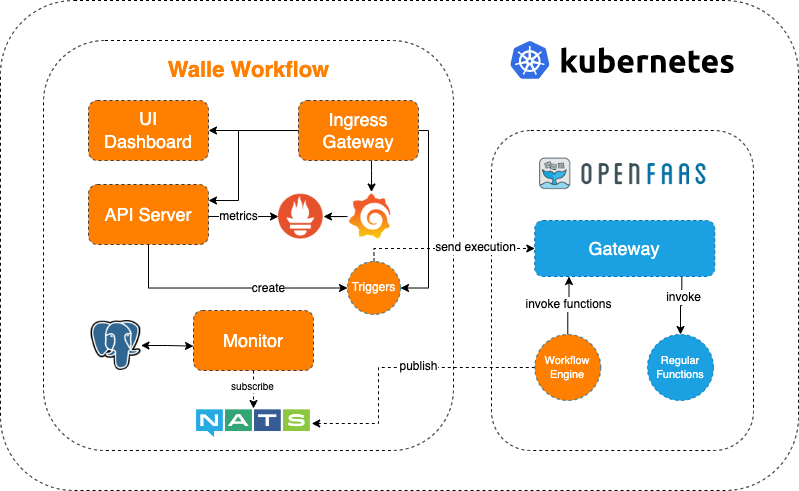 kubernetes
Walle Workflow
UI
Dashboard
Ingress
Gateway
API Server
metrics
OPENFAAS
send execution
Gateway
create
Triggers
invoke functions
invoke
Monitor
publish
Workflow
Engine
Regular
Functions
subscribe
NATS